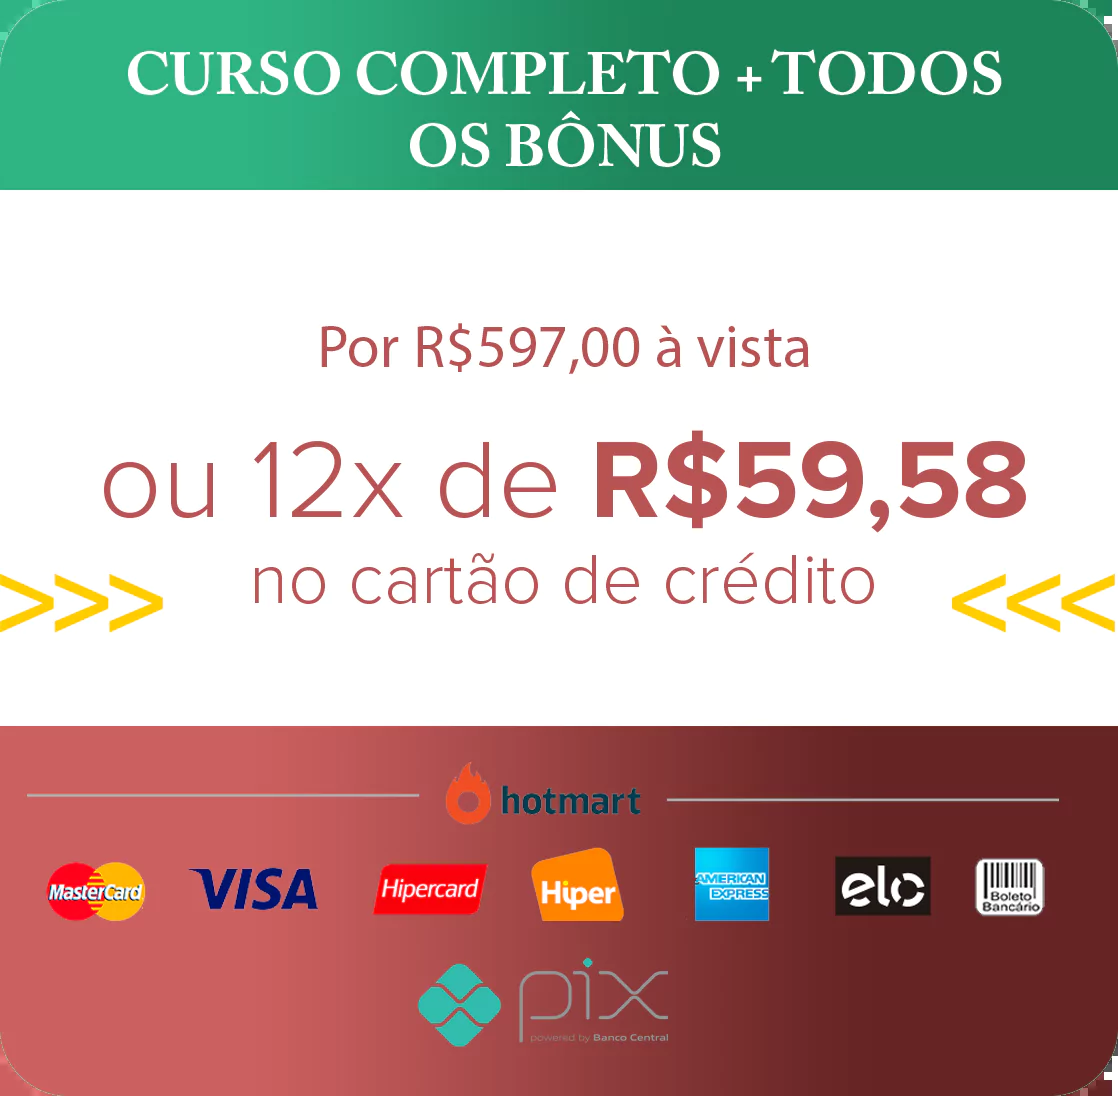 CURSO COMPLETO + TODOS
OS BÔNUS
Por R$597,00 à vista
ou 12x de R$59,58
no cartão de crédito
>>>
<<<
hotmart
MasterCard
VISA
Hipercard
Hiper
AMERICAN
EXPRESS
elo
Boleto
Bancário
pix
powered by Banco Central